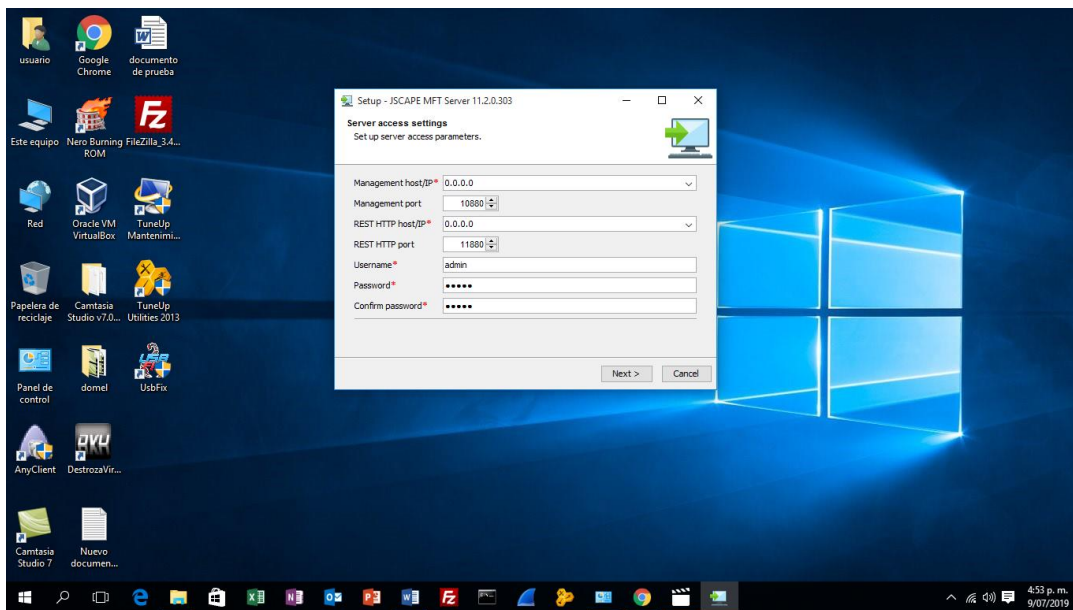 usuario
Google
Chrome
documento
de prueba
Este equipo
Nero Burning
ROM
FileZilla_3.4...
Red
Oracle VM
VirtualBox
TuneUp
Mantenimi...
Papelera de
reciclaje
Camtasia
Studio v7.0...
TuneUp
Utilities 2013
Panel de
control
domel
UsbFix
AnyClient
DestrozaVir...
Camtasia
Studio 7
Nuevo
documen...
Setup - JSCAPE MFT Server 11.2.0.303
Server access settings
Set up server access parameters.
Management host/IP* 0.0.0.0
Management port 10880
REST HTTP host/IP* 0.0.0.0
REST HTTP port 11880
Username* admin
Password* •••••
Confirm password* •••••
Next > Cancel
4:53 p. m.
9/07/2019